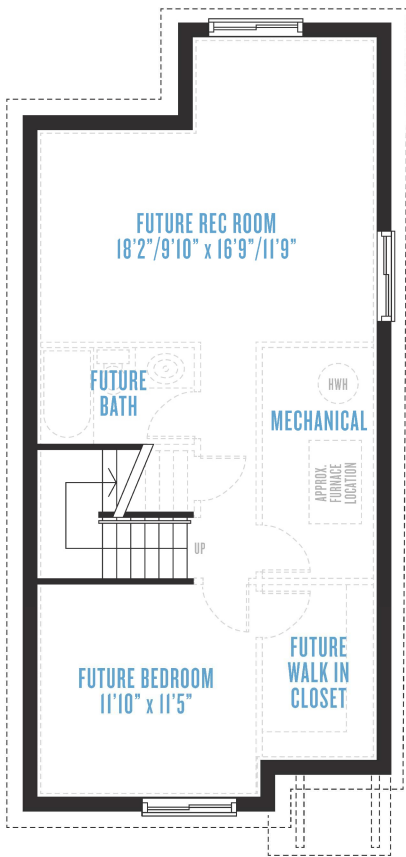 FUTURE REC ROOM
18'2"/9'10" x 16'9"/11'9"
FUTURE
BATH
HWH
MECHANICAL
APPROX.
FURNACE
LOCATION
UP
FUTURE BEDROOM
11'10" x 11'5"
FUTURE
WALK IN
CLOSET